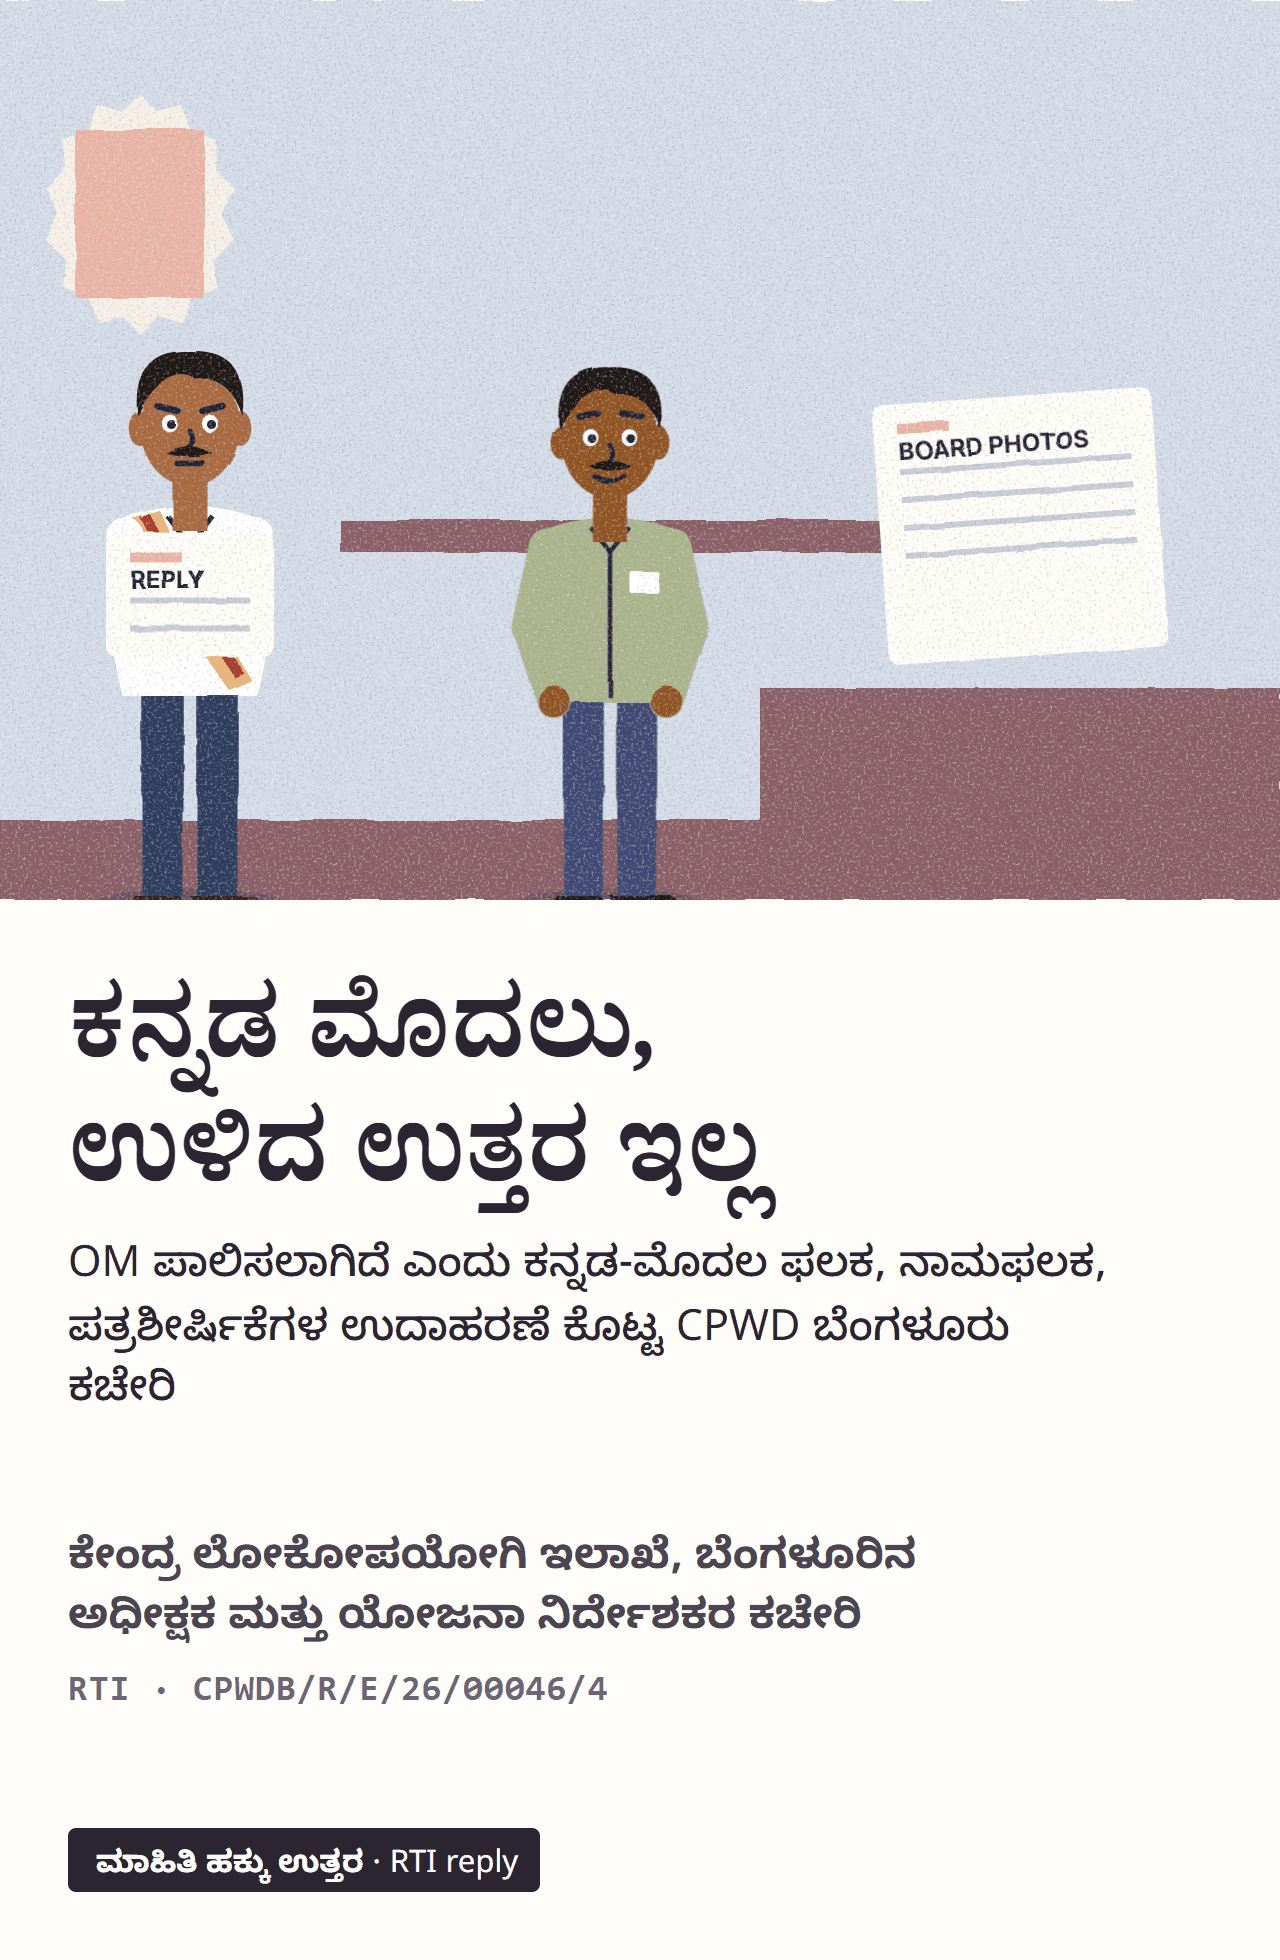 REPLY
BOARD PHOTOS
ಕನ್ನಡ ಮೊದಲು,
ಉಳಿದ ಉತ್ತರ ಇಲ್ಲ
OM ಪಾಲಿಸಲಾಗಿದೆ ಎಂದು ಕನ್ನಡ-ಮೊದಲ ಫಲಕ, ನಾಮಫಲಕ,
ಪತ್ರಶೀರ್ಷಿಕೆಗಳ ಉದಾಹರಣೆ ಕೊಟ್ಟ CPWD ಬೆಂಗಳೂರು
ಕಚೇರಿ
ಕೇಂದ್ರ ಲೋಕೋಪಯೋಗಿ ಇಲಾಖೆ, ಬೆಂಗಳೂರಿನ
ಅಧೀಕ್ಷಕ ಮತ್ತು ಯೋಜನಾ ನಿರ್ದೇಶಕರ ಕಚೇರಿ
RTI · CPWDB/R/E/26/00046/4
ಮಾಹಿತಿ ಹಕ್ಕು ಉತ್ತರ · RTI reply